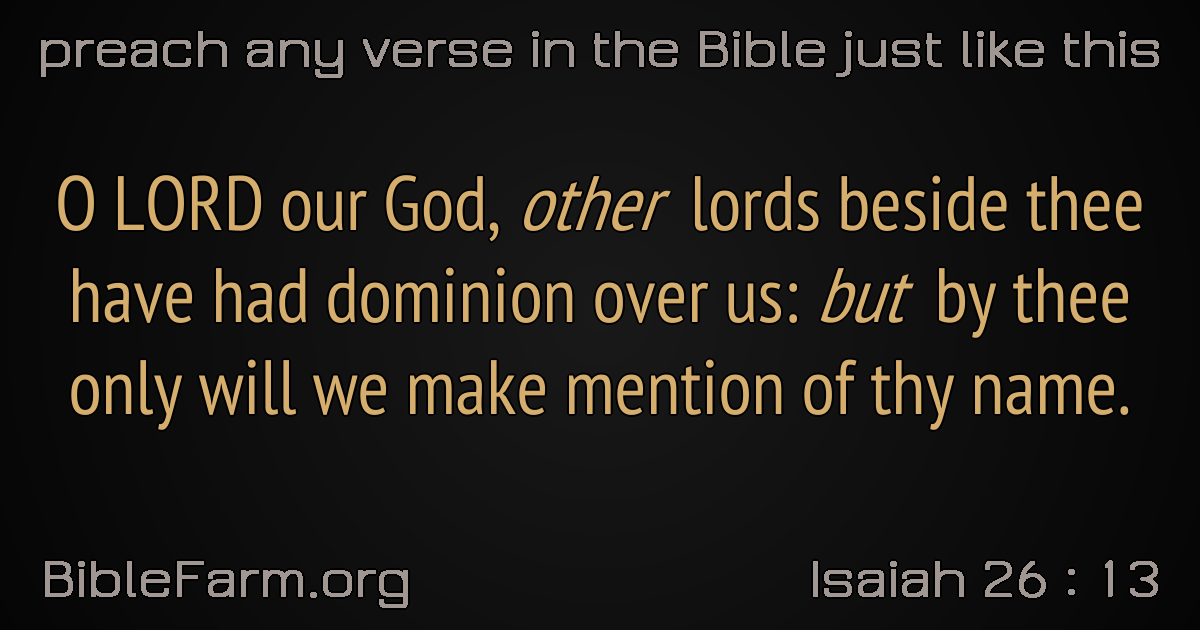 preach any verse in the Bible just like this
O LORD our God, other lords beside thee
have had dominion over us: but by thee
only will we make mention of thy name.
BibleFarm.org
Isaiah 26 : 13